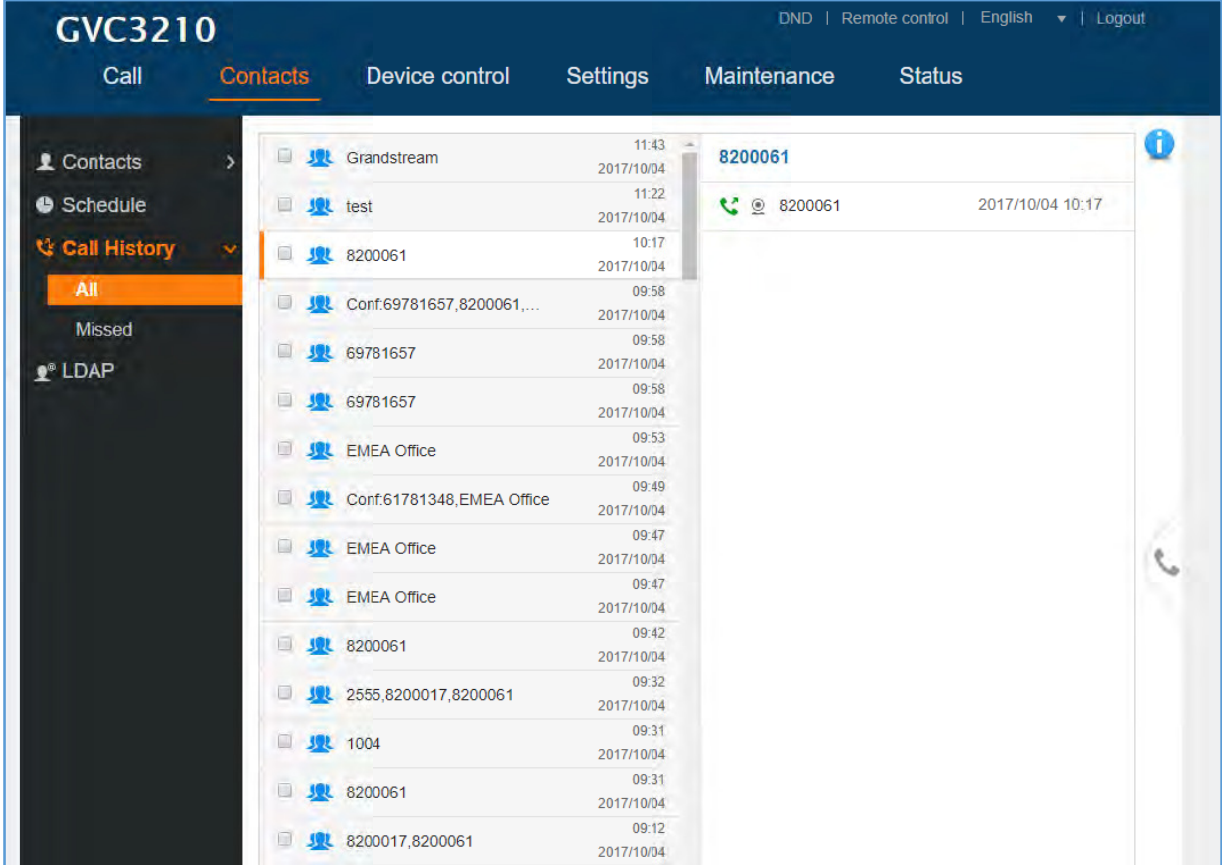 GVC3210
DND | Remote control | English ▼ | Logout
Call Contacts Device control Settings Maintenance Status
Contacts
Schedule
Call History
All
Missed
LDAP
Grandstream 11:43 2017/10/04
test 11:22 2017/10/04
8200061 10:17 2017/10/04
Conf:69781657,8200061,... 09:58 2017/10/04
69781657 09:58 2017/10/04
69781657 09:58 2017/10/04
EMEA Office 09:53 2017/10/04
Conf:61781348,EMEA Office 09:49 2017/10/04
EMEA Office 09:47 2017/10/04
EMEA Office 09:47 2017/10/04
8200061 09:42 2017/10/04
2555,8200017,8200061 09:32 2017/10/04
1004 09:31 2017/10/04
8200061 09:31 2017/10/04
8200017,8200061 09:12 2017/10/04
8200061
8200061 2017/10/04 10:17